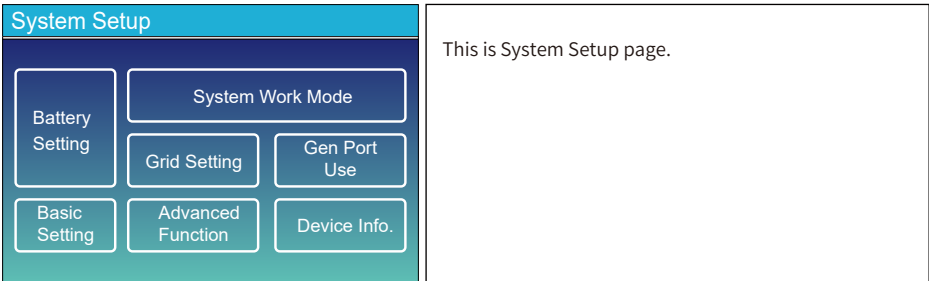 System Setup
Battery
Setting
System Work Mode
Grid Setting
Gen Port
Use
Basic
Setting
Advanced
Function
Device Info.
This is System Setup page.